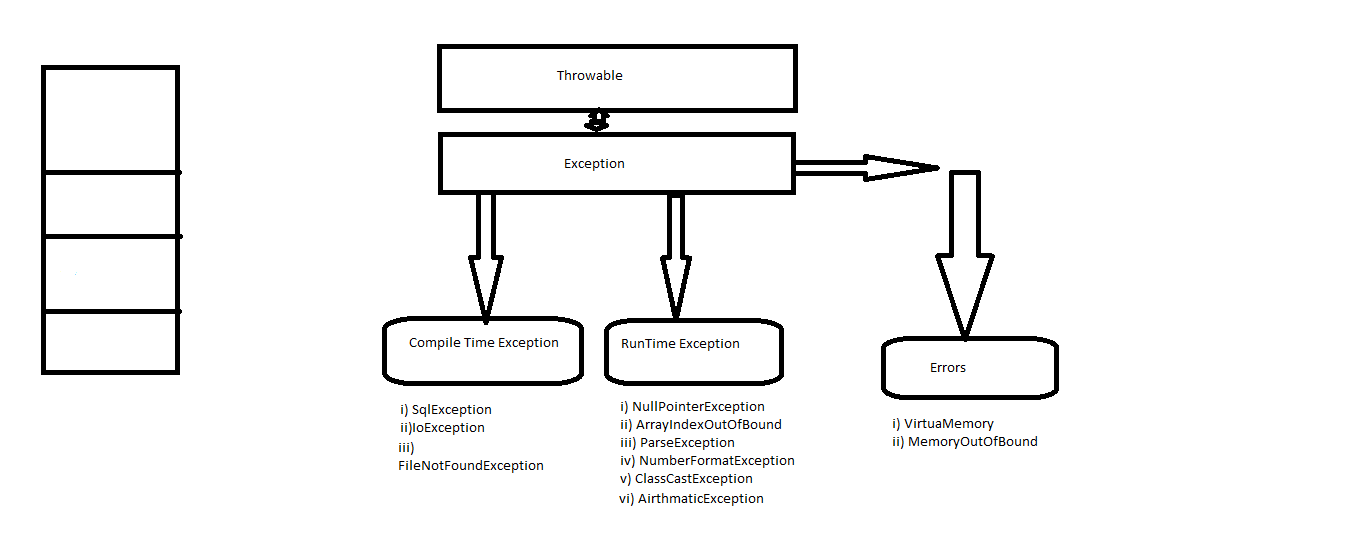 Throwable
Exception
Compile Time Exception
i) SqlException
ii)IoException
iii)
FileNotFoundException
RunTime Exception
i) NullPointerException
ii) ArrayIndexOutOfBound
iii) ParseException
iv) NumberFormatException
v) ClassCastException
vi) AirthmaticException
Errors
i) VirtuaMemory
ii) MemoryOutOfBound